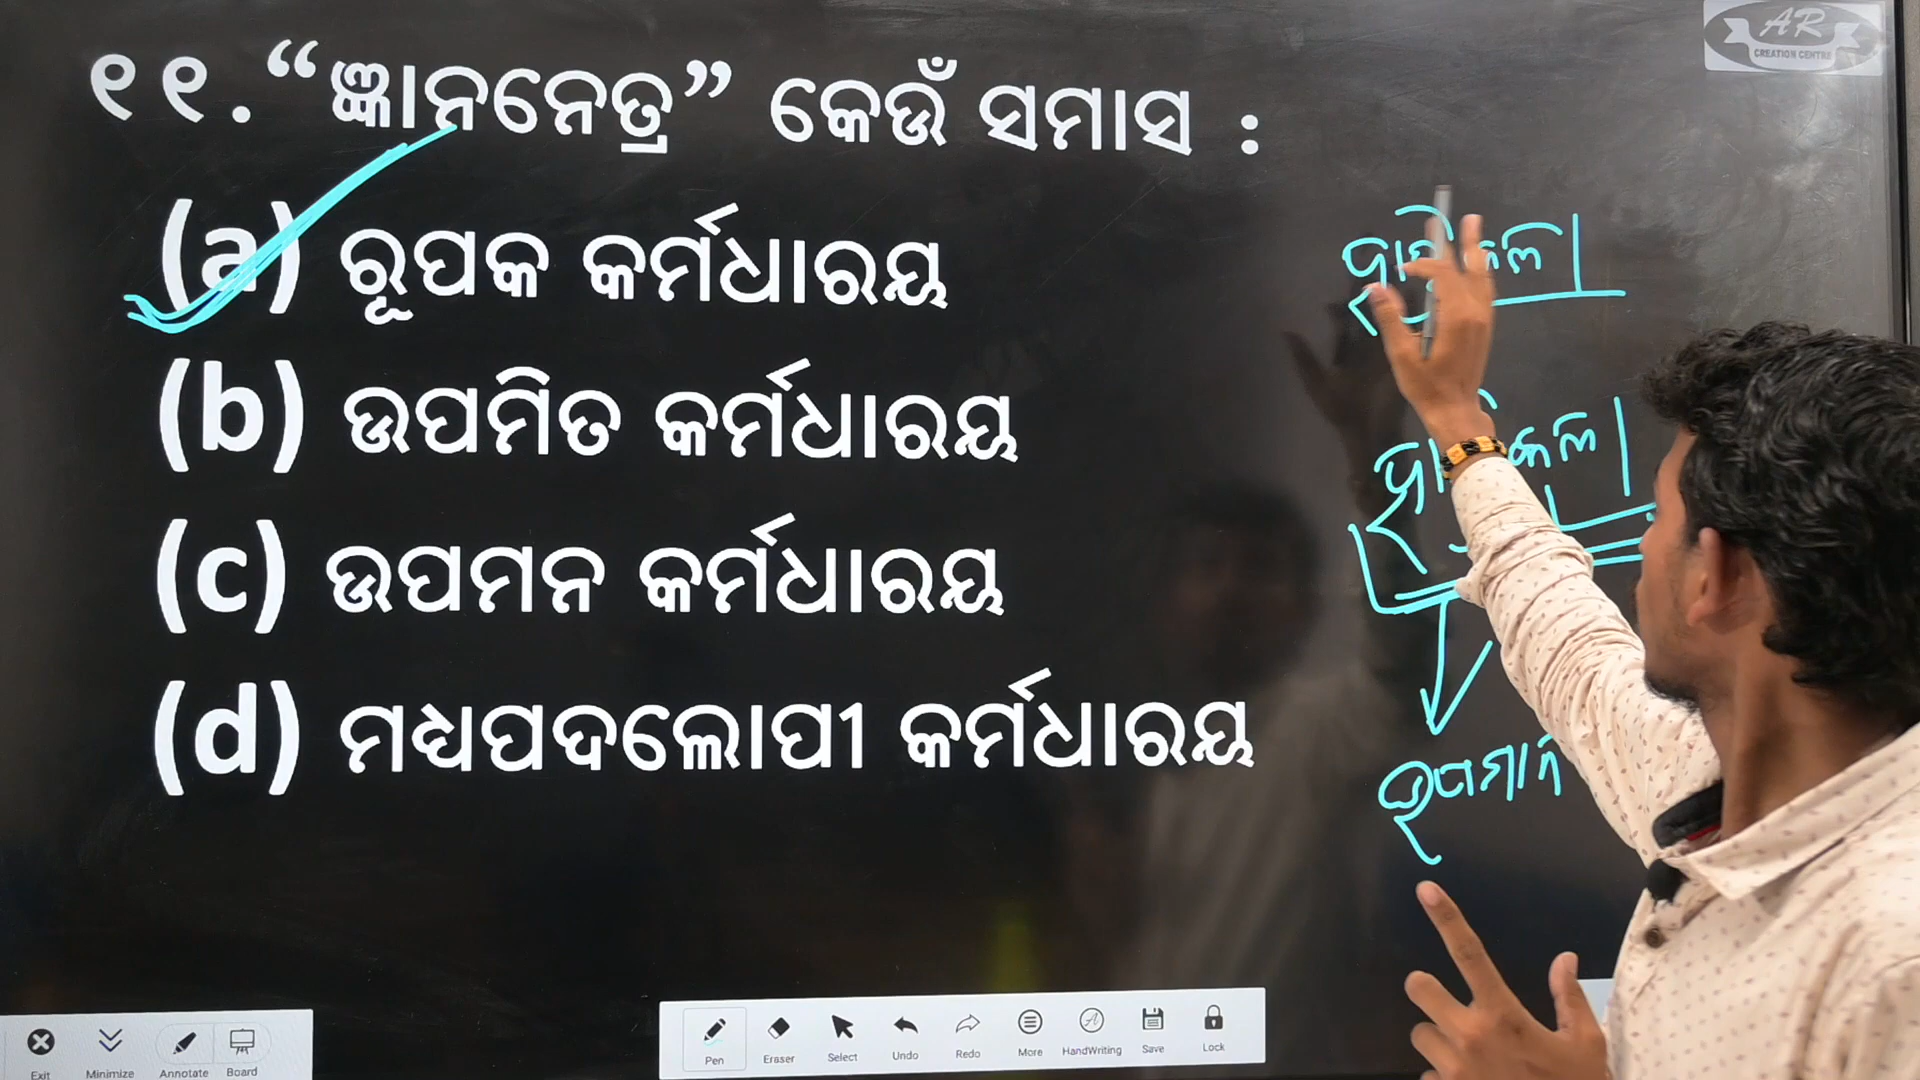 ୧୧. “ଜ୍ଞାନନେତ୍ର” କେଉଁ ସମାସ :
(a) ରୂପକ କର୍ମଧାରୟ
(b) ଉପମିତ କର୍ମଧାରୟ
(c) ଉପମନ କର୍ମଧାରୟ
(d) ମଧ୍ୟପଦଲୋପୀ କର୍ମଧାରୟ
ଉପମାନ
AR
CREATION CENTRE
Exit
Minimize
Annotate
Board
Pen
Eraser
Select
Undo
Redo
More
HandWriting
Save
Lock